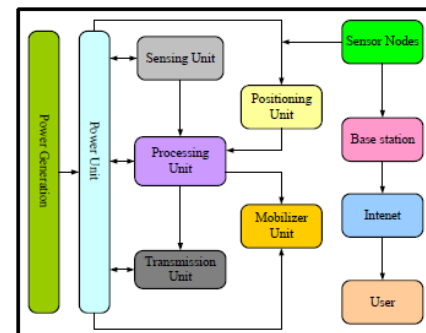 Power Generation
Power Unit
Sensing Unit
Sensor Nodes
Positioning
Unit
Processing
Unit
Base station
Mobilizer
Unit
Intenet
Transmission
Unit
User